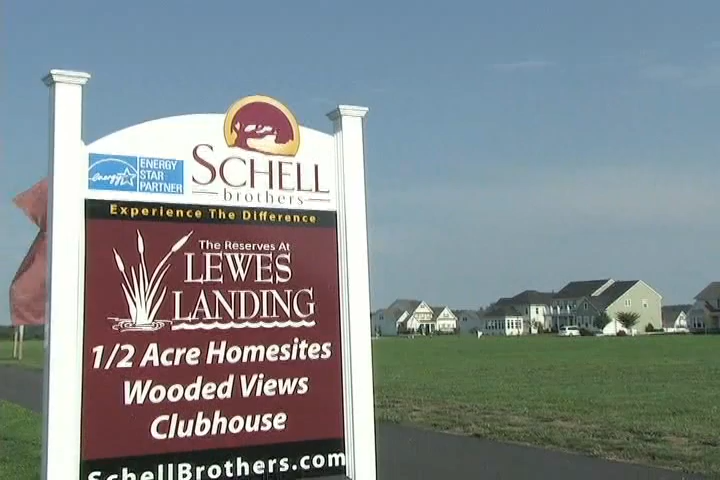 energy
ENERGY
STAR
PARTNER
SCHELL
brothers
Experience The Difference
The Reserves At
LEWES
LANDING
1/2 Acre Homesites
Wooded Views
Clubhouse
SchellBrothers.com